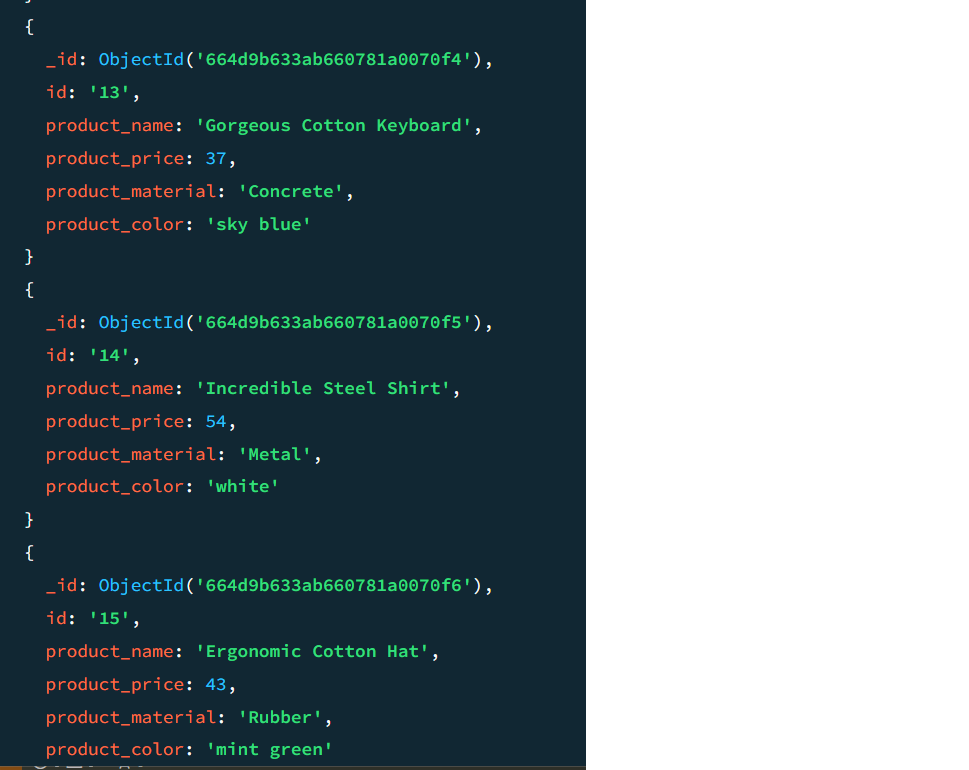 {
_id: ObjectId('664d9b633ab660781a0070f4'),
id: '13',
product_name: 'Gorgeous Cotton Keyboard',
product_price: 37,
product_material: 'Concrete',
product_color: 'sky blue'
}
{
_id: ObjectId('664d9b633ab660781a0070f5'),
id: '14',
product_name: 'Incredible Steel Shirt',
product_price: 54,
product_material: 'Metal',
product_color: 'white'
}
{
_id: ObjectId('664d9b633ab660781a0070f6'),
id: '15',
product_name: 'Ergonomic Cotton Hat',
product_price: 43,
product_material: 'Rubber',
product_color: 'mint green'